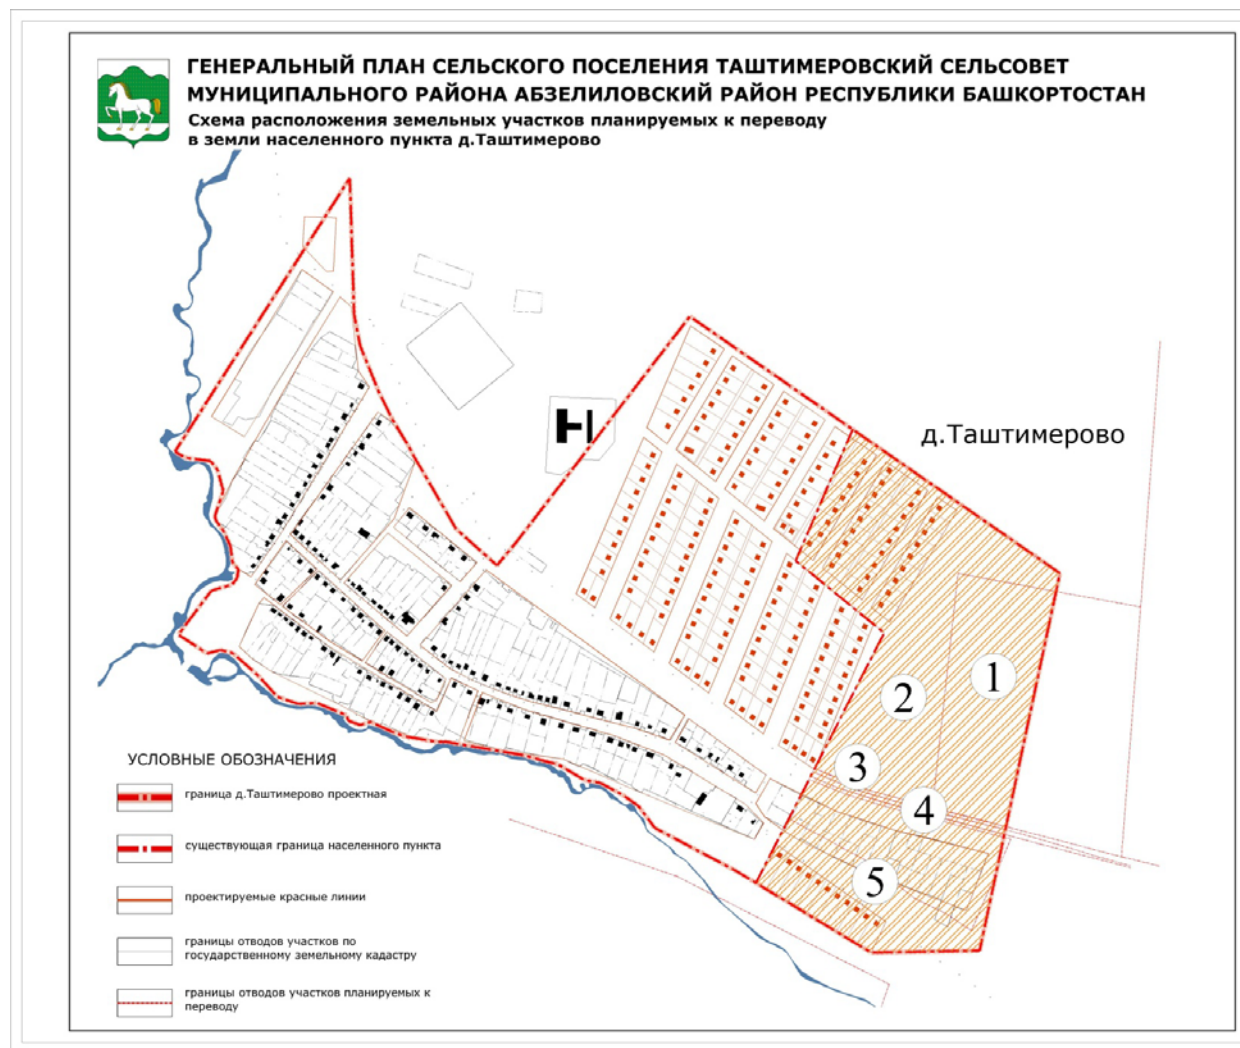 ГЕНЕРАЛЬНЫЙ ПЛАН СЕЛЬСКОГО ПОСЕЛЕНИЯ ТАШТИМЕРОВСКИЙ СЕЛЬСОВЕТ
МУНИЦИПАЛЬНОГО РАЙОНА АБЗЕЛИЛОВСКИЙ РАЙОН РЕСПУБЛИКИ БАШКОРТОСТАН
Схема расположения земельных участков планируемых к переводу
в земли населенного пункта д.Таштимерово
д.Таштимерово
1
2
3
4
5
УСЛОВНЫЕ ОБОЗНАЧЕНИЯ
граница д.Таштимерово проектная
существующая граница населенного пункта
проектируемые красные линии
границы отводов участков по
государственному земельному кадастру
границы отводов участков планируемых к
переводу